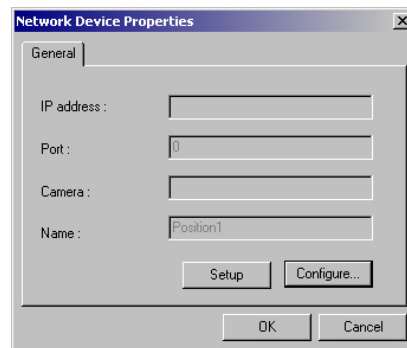 Network Device Properties
General
IP address :
Port : 0
Camera :
Name : Position1
Setup Configure...
OK Cancel